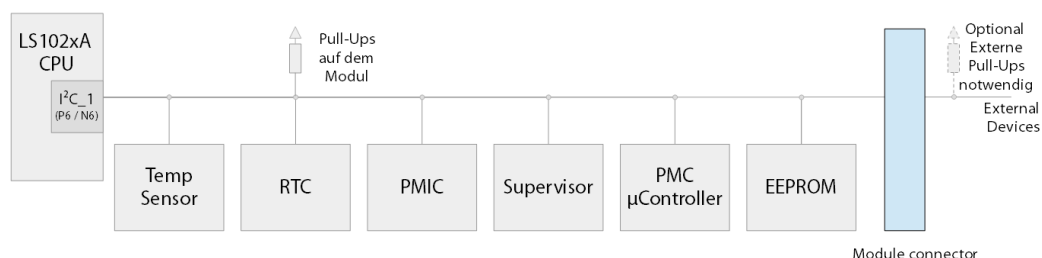 LS102xA
CPU
I²C_1
(P6 / N6)
Pull-Ups
auf dem
Modul
Optional
Externe
Pull-Ups
notwendig
External
Devices
Temp
Sensor
RTC
PMIC
Supervisor
PMC
µController
EEPROM
Module connector